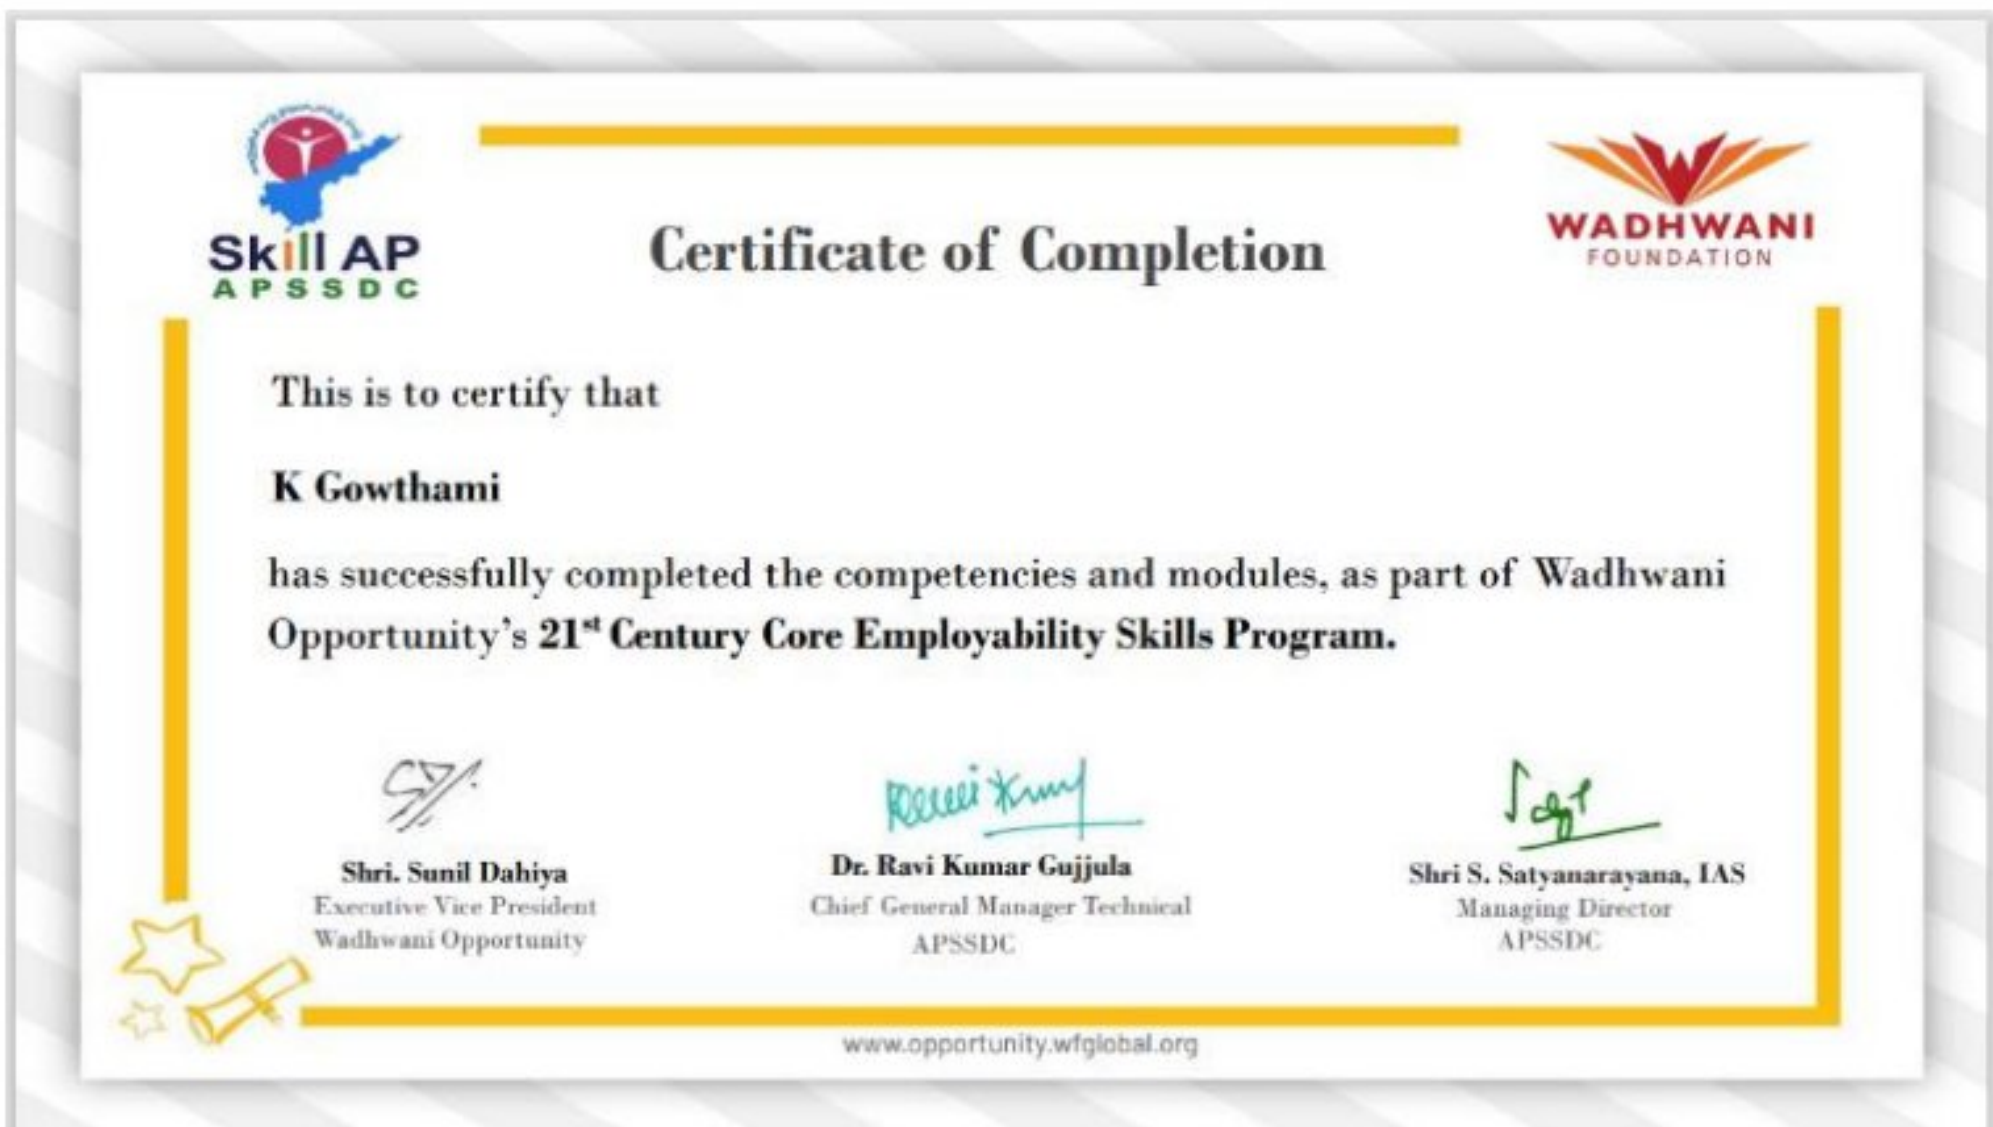 Skill AP
APSSDC
WADHWANI
FOUNDATION
Certificate of Completion
This is to certify that
K Gowthami
has successfully completed the competencies and modules, as part of Wadhwani
Opportunity's 21st Century Core Employability Skills Program.
Shri. Sunil Dahiya
Executive Vice President
Wadhwani Opportunity
Dr. Ravi Kumar Gujjula
Chief General Manager Technical
APSSDC
Shri S. Satyanarayana, IAS
Managing Director
APSSDC
www.opportunity.wfglobal.org